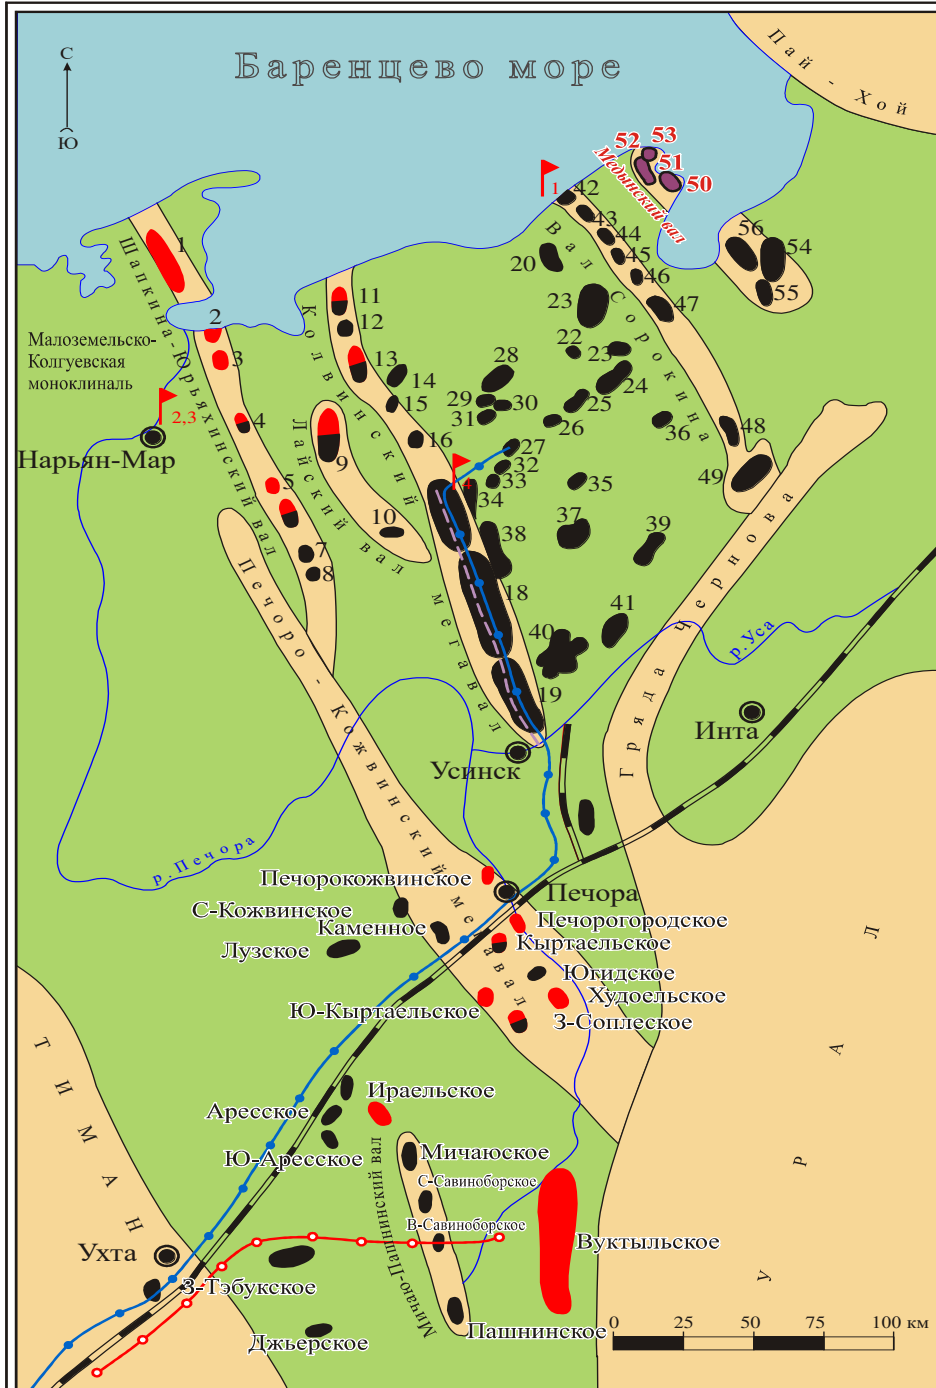 С
Ю
Баренцево море
Пай - Хой
52 53
51
50
Медынский вал
1
42
43
44
45
46
47
48
49
56
54
55
20
Вал Сорокина
23
22
23
24
25
26
28
29
30
31
27
32
33
34
35
36
37
38
39
40
41
1
2
3
4
5
7
8
Шапкина-Юрьяхинский вал
Малоземельско-
Колгуевская
моноклиналь
2,3
Нарьян-Мар
11
12
13
14
15
16
Колвинский мегавал
9
10
Лайский вал
4
18
19
Печоро - Кожвинский мегавал
Гряда Чернова
р.Уса
Инта
Усинск
р.Печора
Печорокожвинское
Печора
С-Кожвинское
Каменное
Лузское
Печорогородское
Кыртаельское
Югидское
Худоельское
Ю-Кыртаельское
З-Соплеское
УРАЛ
ТИМАН
Ираельское
Аресское
Ю-Аресское
Мичаюское
С-Савиноборское
В-Савиноборское
Мичаю-Пашнинский вал
Вуктыльское
Ухта
З-Тэбукское
Джьерское
Пашнинское
0 25 50 75 100 км